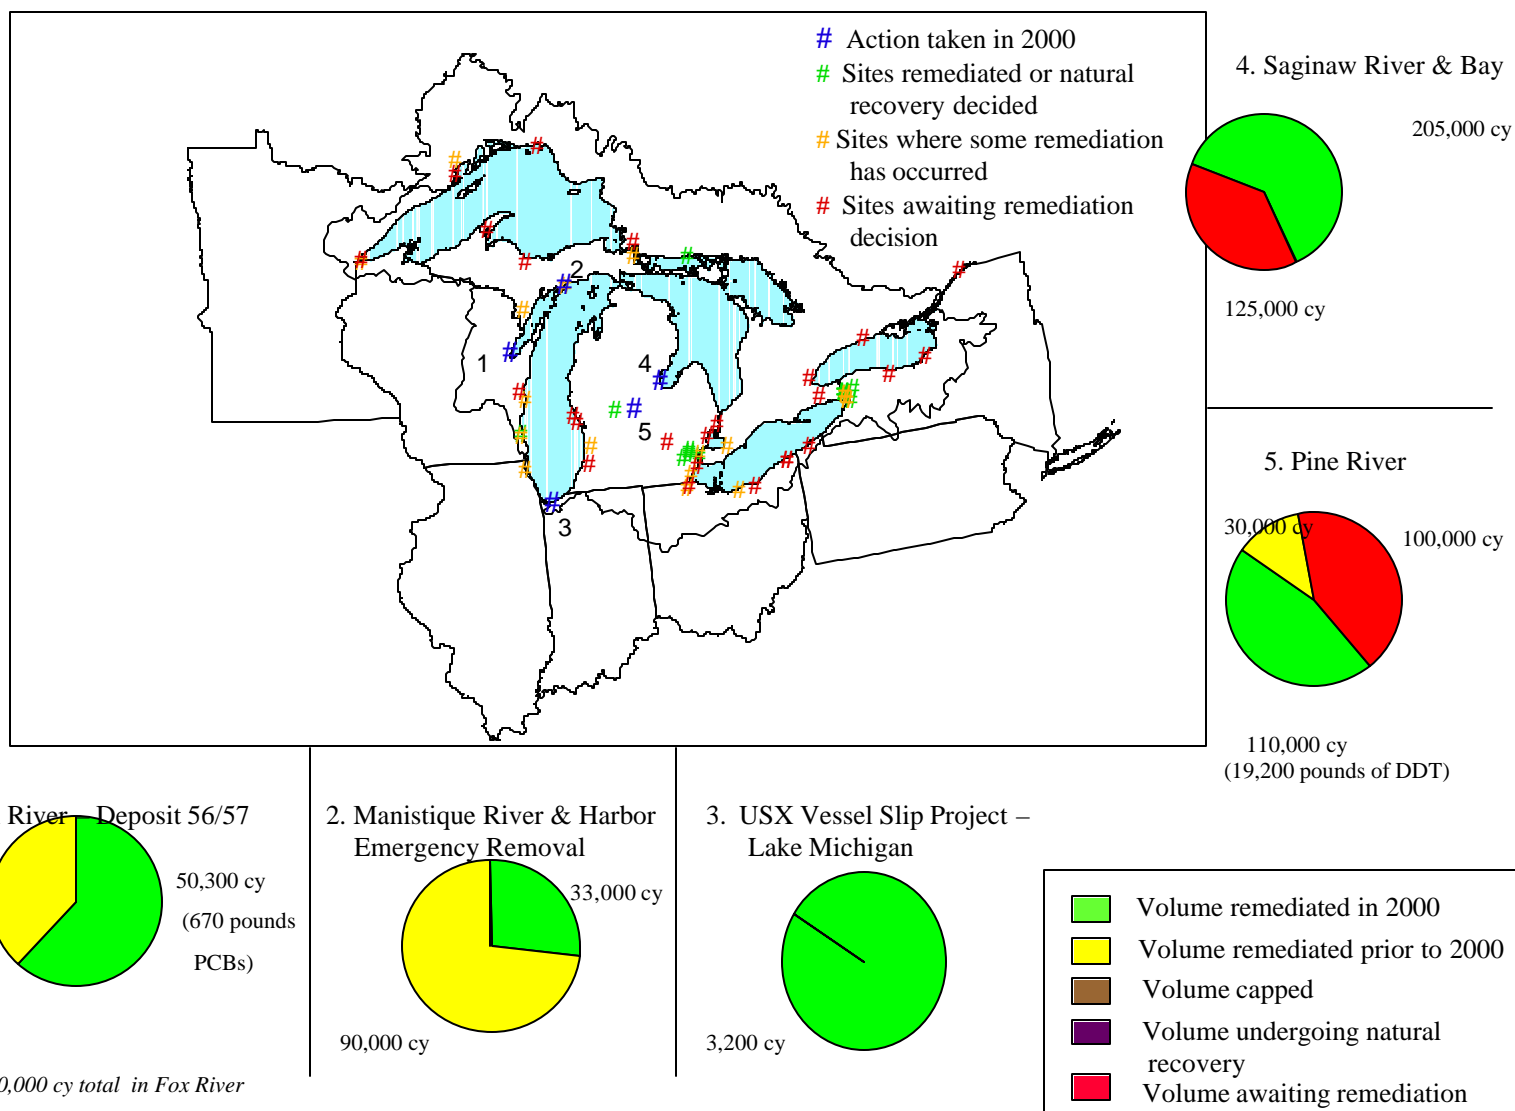 # Action taken in 2000
# Sites remediated or natural
recovery decided
# Sites where some remediation
has occurred
# Sites awaiting remediation
decision
1
2
3
4
5
4. Saginaw River & Bay
205,000 cy
125,000 cy
5. Pine River
30,000 cy
100,000 cy
110,000 cy
(19,200 pounds of DDT)
River – Deposit 56/57
50,300 cy
(670 pounds
PCBs)
0,000 cy total in Fox River
2. Manistique River & Harbor
Emergency Removal
33,000 cy
90,000 cy
3. USX Vessel Slip Project –
Lake Michigan
3,200 cy
Volume remediated in 2000
Volume remediated prior to 2000
Volume capped
Volume undergoing natural
recovery
Volume awaiting remediation